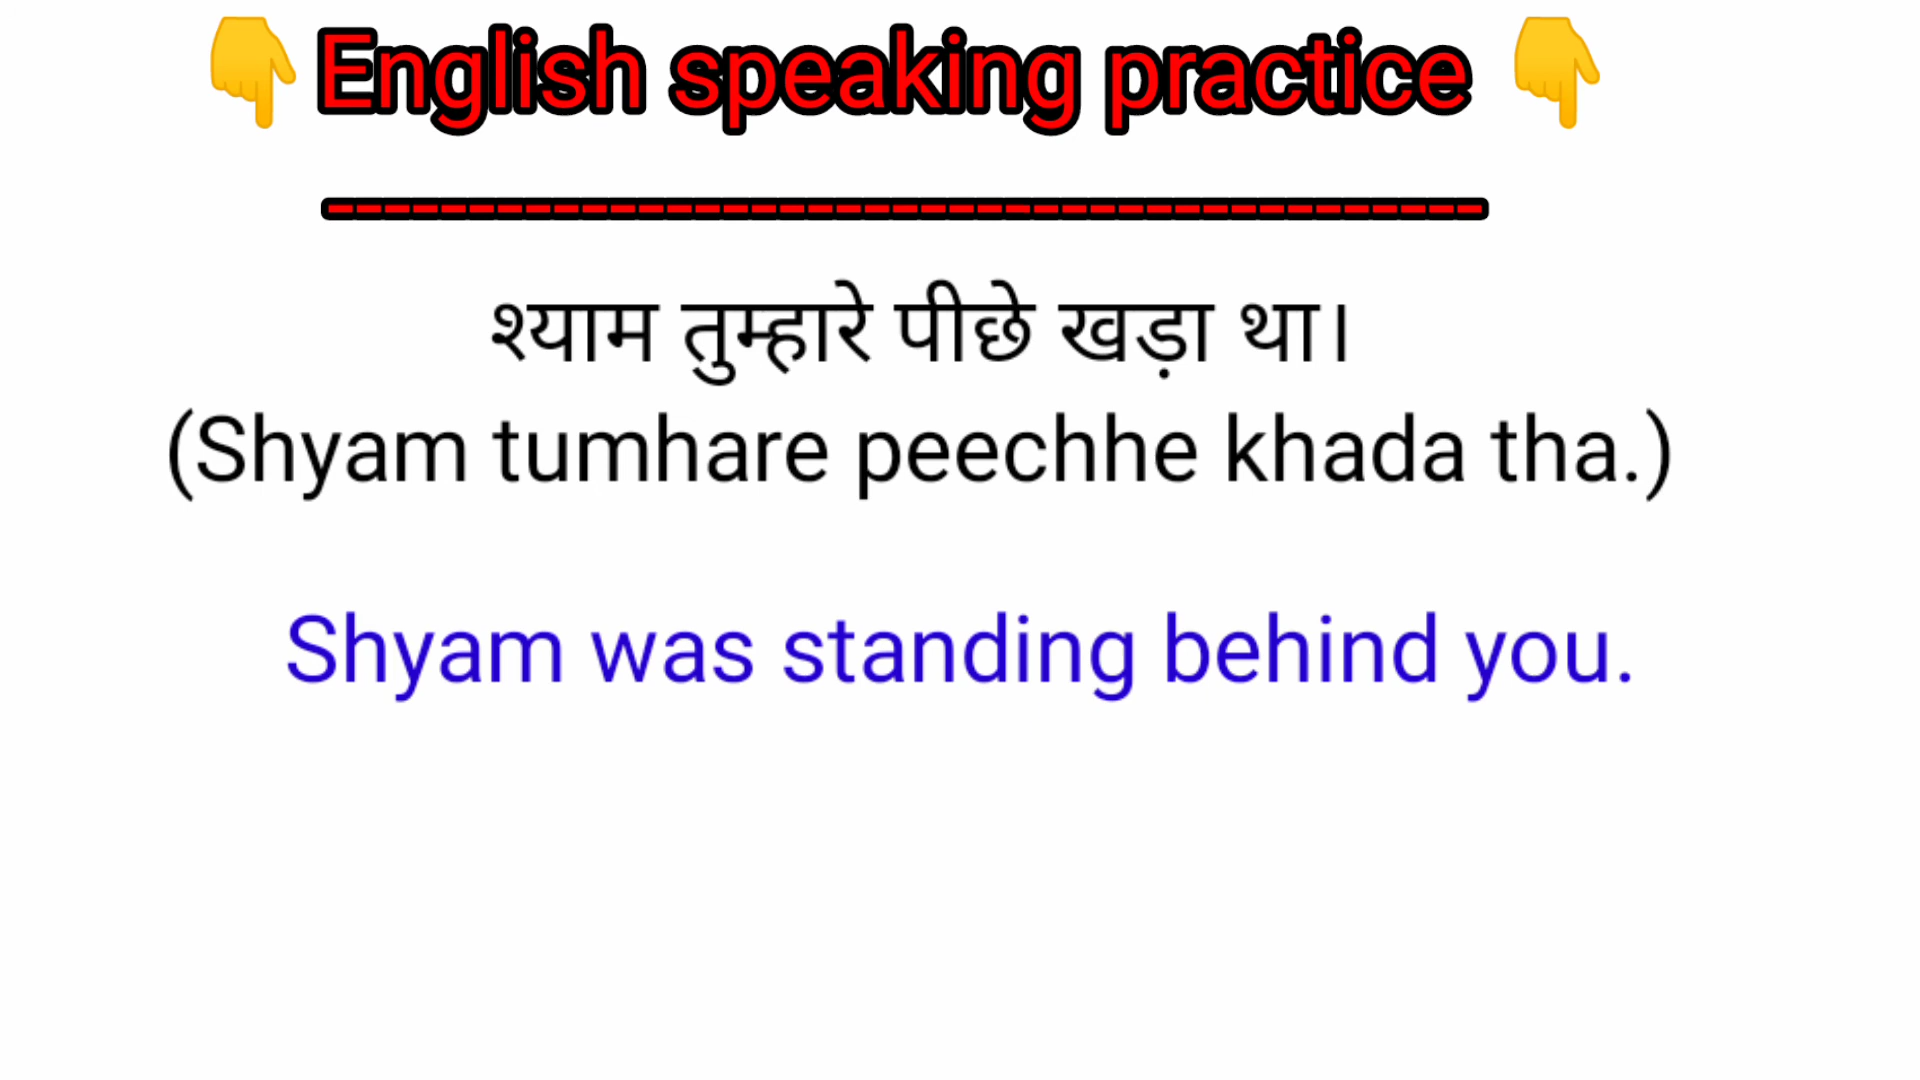 👇English speaking practice 👇
-----------------------------------------
श्याम तुम्हारे पीछे खड़ा था।
(Shyam tumhare peechhe khada tha.)
Shyam was standing behind you.